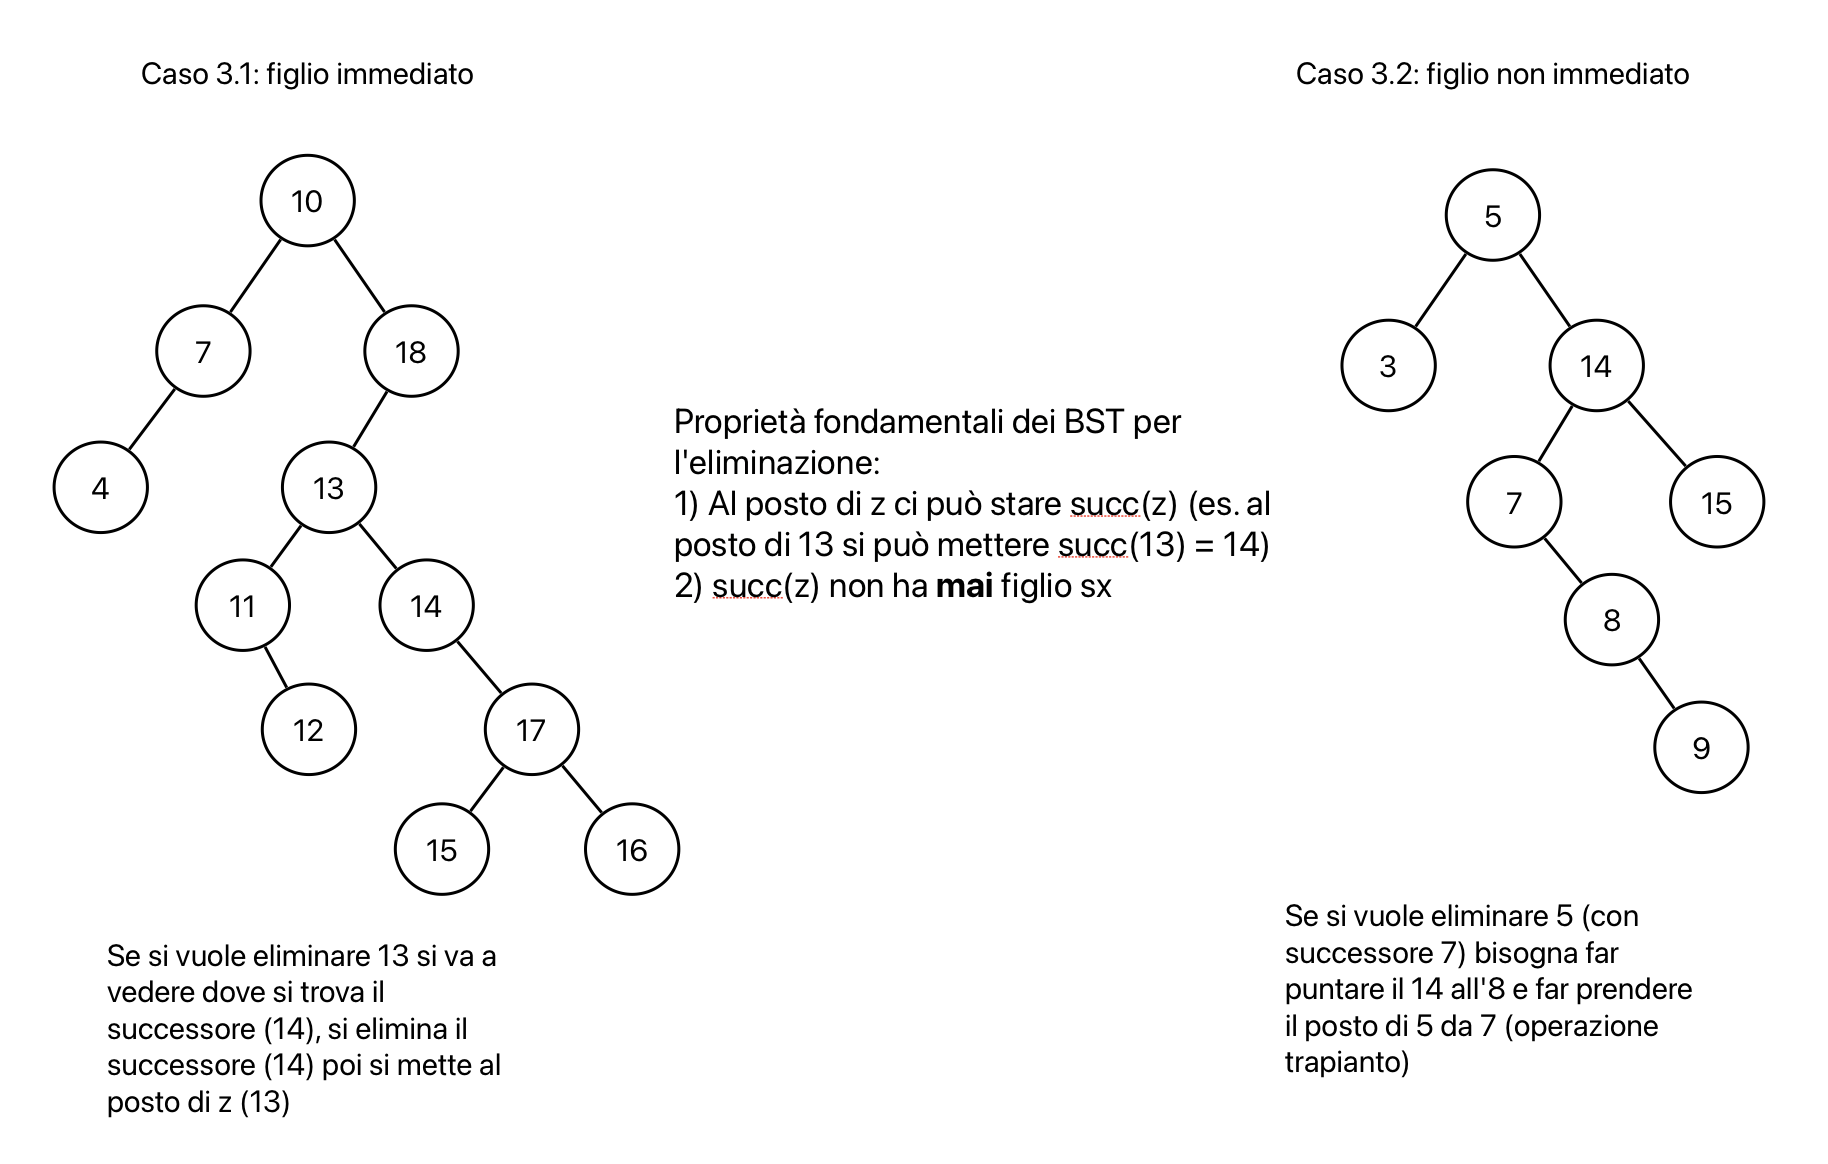 Caso 3.1: figlio immediato
10
7
18
4
13
11
14
12
17
15
16
Se si vuole eliminare 13 si va a
vedere dove si trova il
successore (14), si elimina il
successore (14) poi si mette al
posto di z (13)
Proprietà fondamentali dei BST per
l'eliminazione:
1) Al posto di z ci può stare succ(z) (es. al
posto di 13 si può mettere succ(13) = 14)
2) succ(z) non ha mai figlio sx
Caso 3.2: figlio non immediato
5
3
14
7
15
8
9
Se si vuole eliminare 5 (con
successore 7) bisogna far
puntare il 14 all'8 e far prendere
il posto di 5 da 7 (operazione
trapianto)